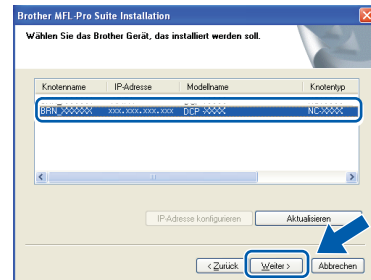 Brother MFL-Pro Suite Installation
Wählen Sie das Brother Gerät, das installiert werden soll.
Knotenname IP-Adresse Modellname Knotentyp
BRN_XXXXXX xxx.xxx.xxx.xxx DCP-XXXX NC-XXXX
IP-Adresse konfigurieren Aktualisieren
< Zurück Weiter > Abbrechen